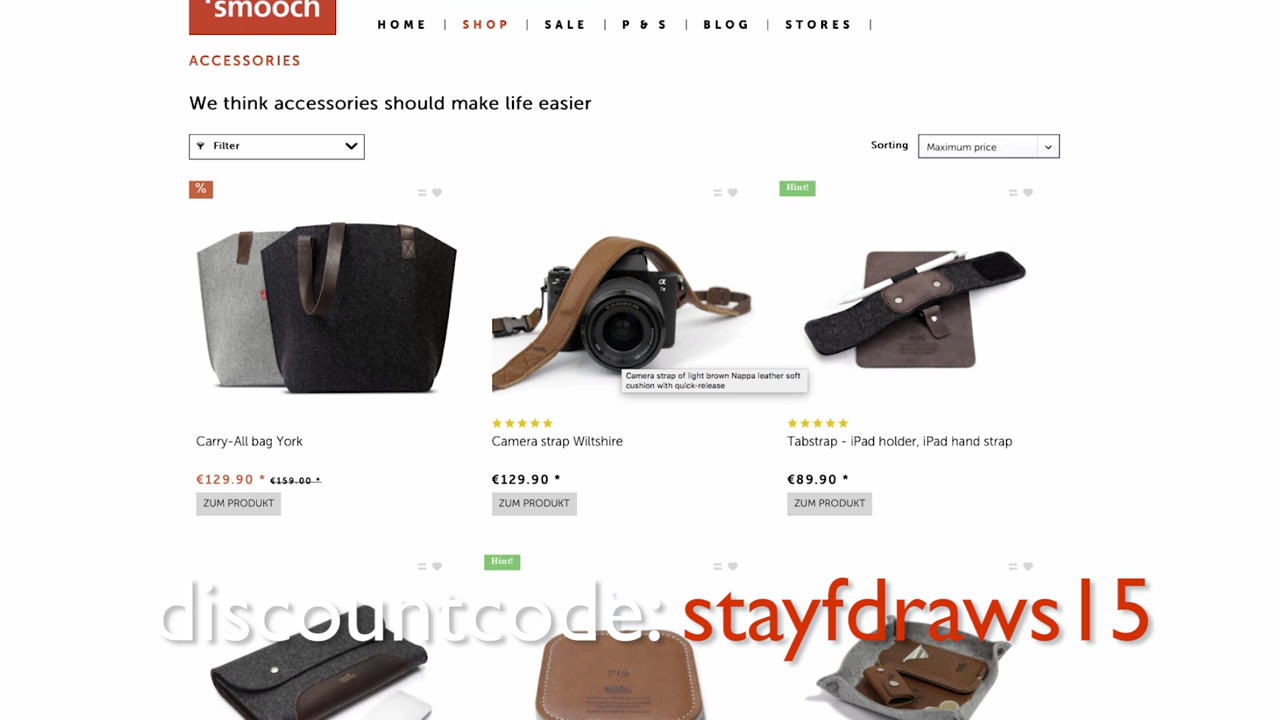 smooch
HOME | SHOP | SALE | P & S | BLOG | STORES |
ACCESSORIES
We think accessories should make life easier
Filter
Sorting Maximum price
%
Hint!
α
Camera strap of light brown Nappa leather soft
cushion with quick-release
Carry-All bag York
Camera strap Wiltshire
Tabstrap - iPad holder, iPad hand strap
€129.90 * €159.00 *
€129.90 *
€89.90 *
ZUM PRODUKT
ZUM PRODUKT
ZUM PRODUKT
Hint!
discountcode: stayfdraws15